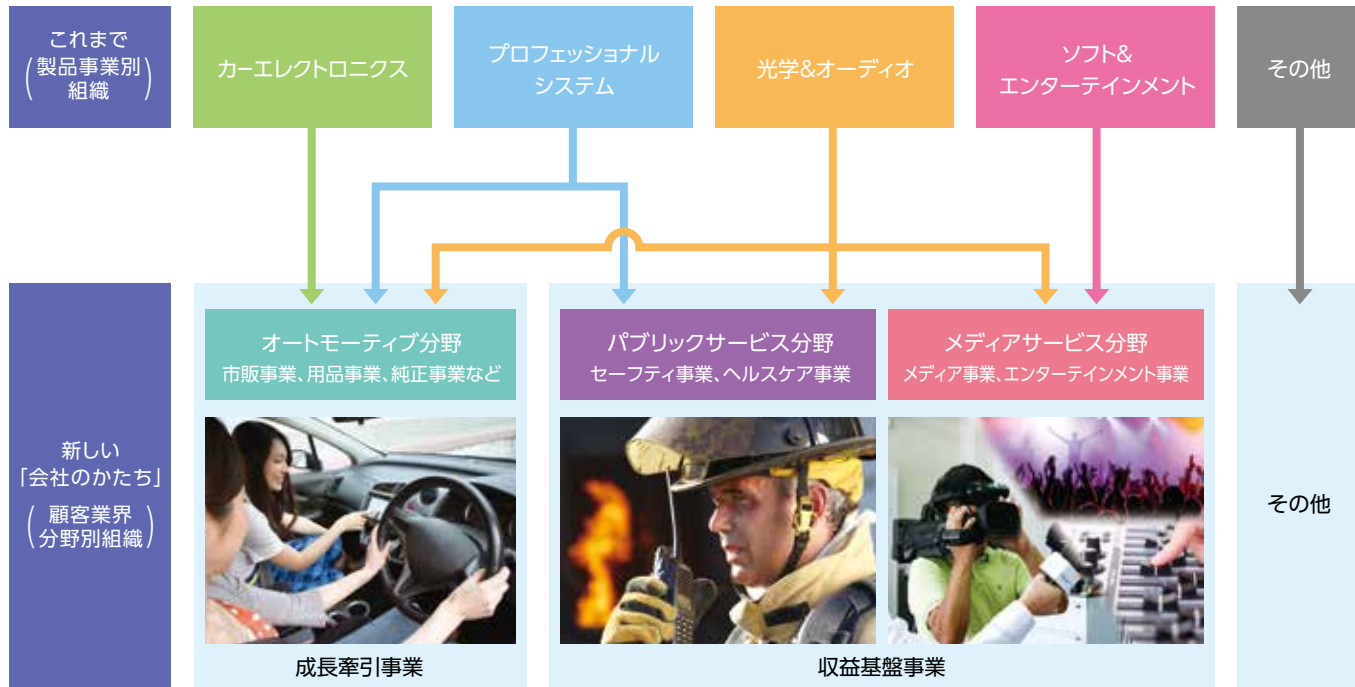 これまで
(製品事業別
組織)
カーエレクトロニクス
プロフェッショナル
システム
光学&オーディオ
ソフト&
エンターテインメント
その他
新しい
「会社のかたち」
(顧客業界
分野別組織)
オートモーティブ分野
市販事業、用品事業、純正事業など
成長牽引事業
パブリックサービス分野
セーフティ事業、ヘルスケア事業
メディアサービス分野
メディア事業、エンターテインメント事業
収益基盤事業
その他